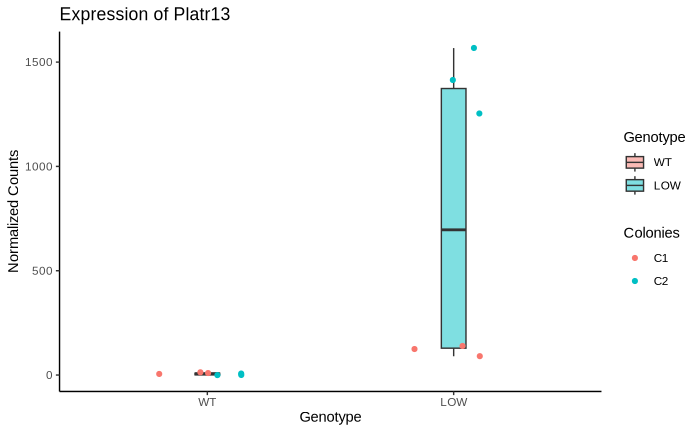 Expression of Platr13
1500
1000
500
0
Normalized Counts
WT
LOW
Genotype
Genotype
WT
LOW
Colonies
C1
C2